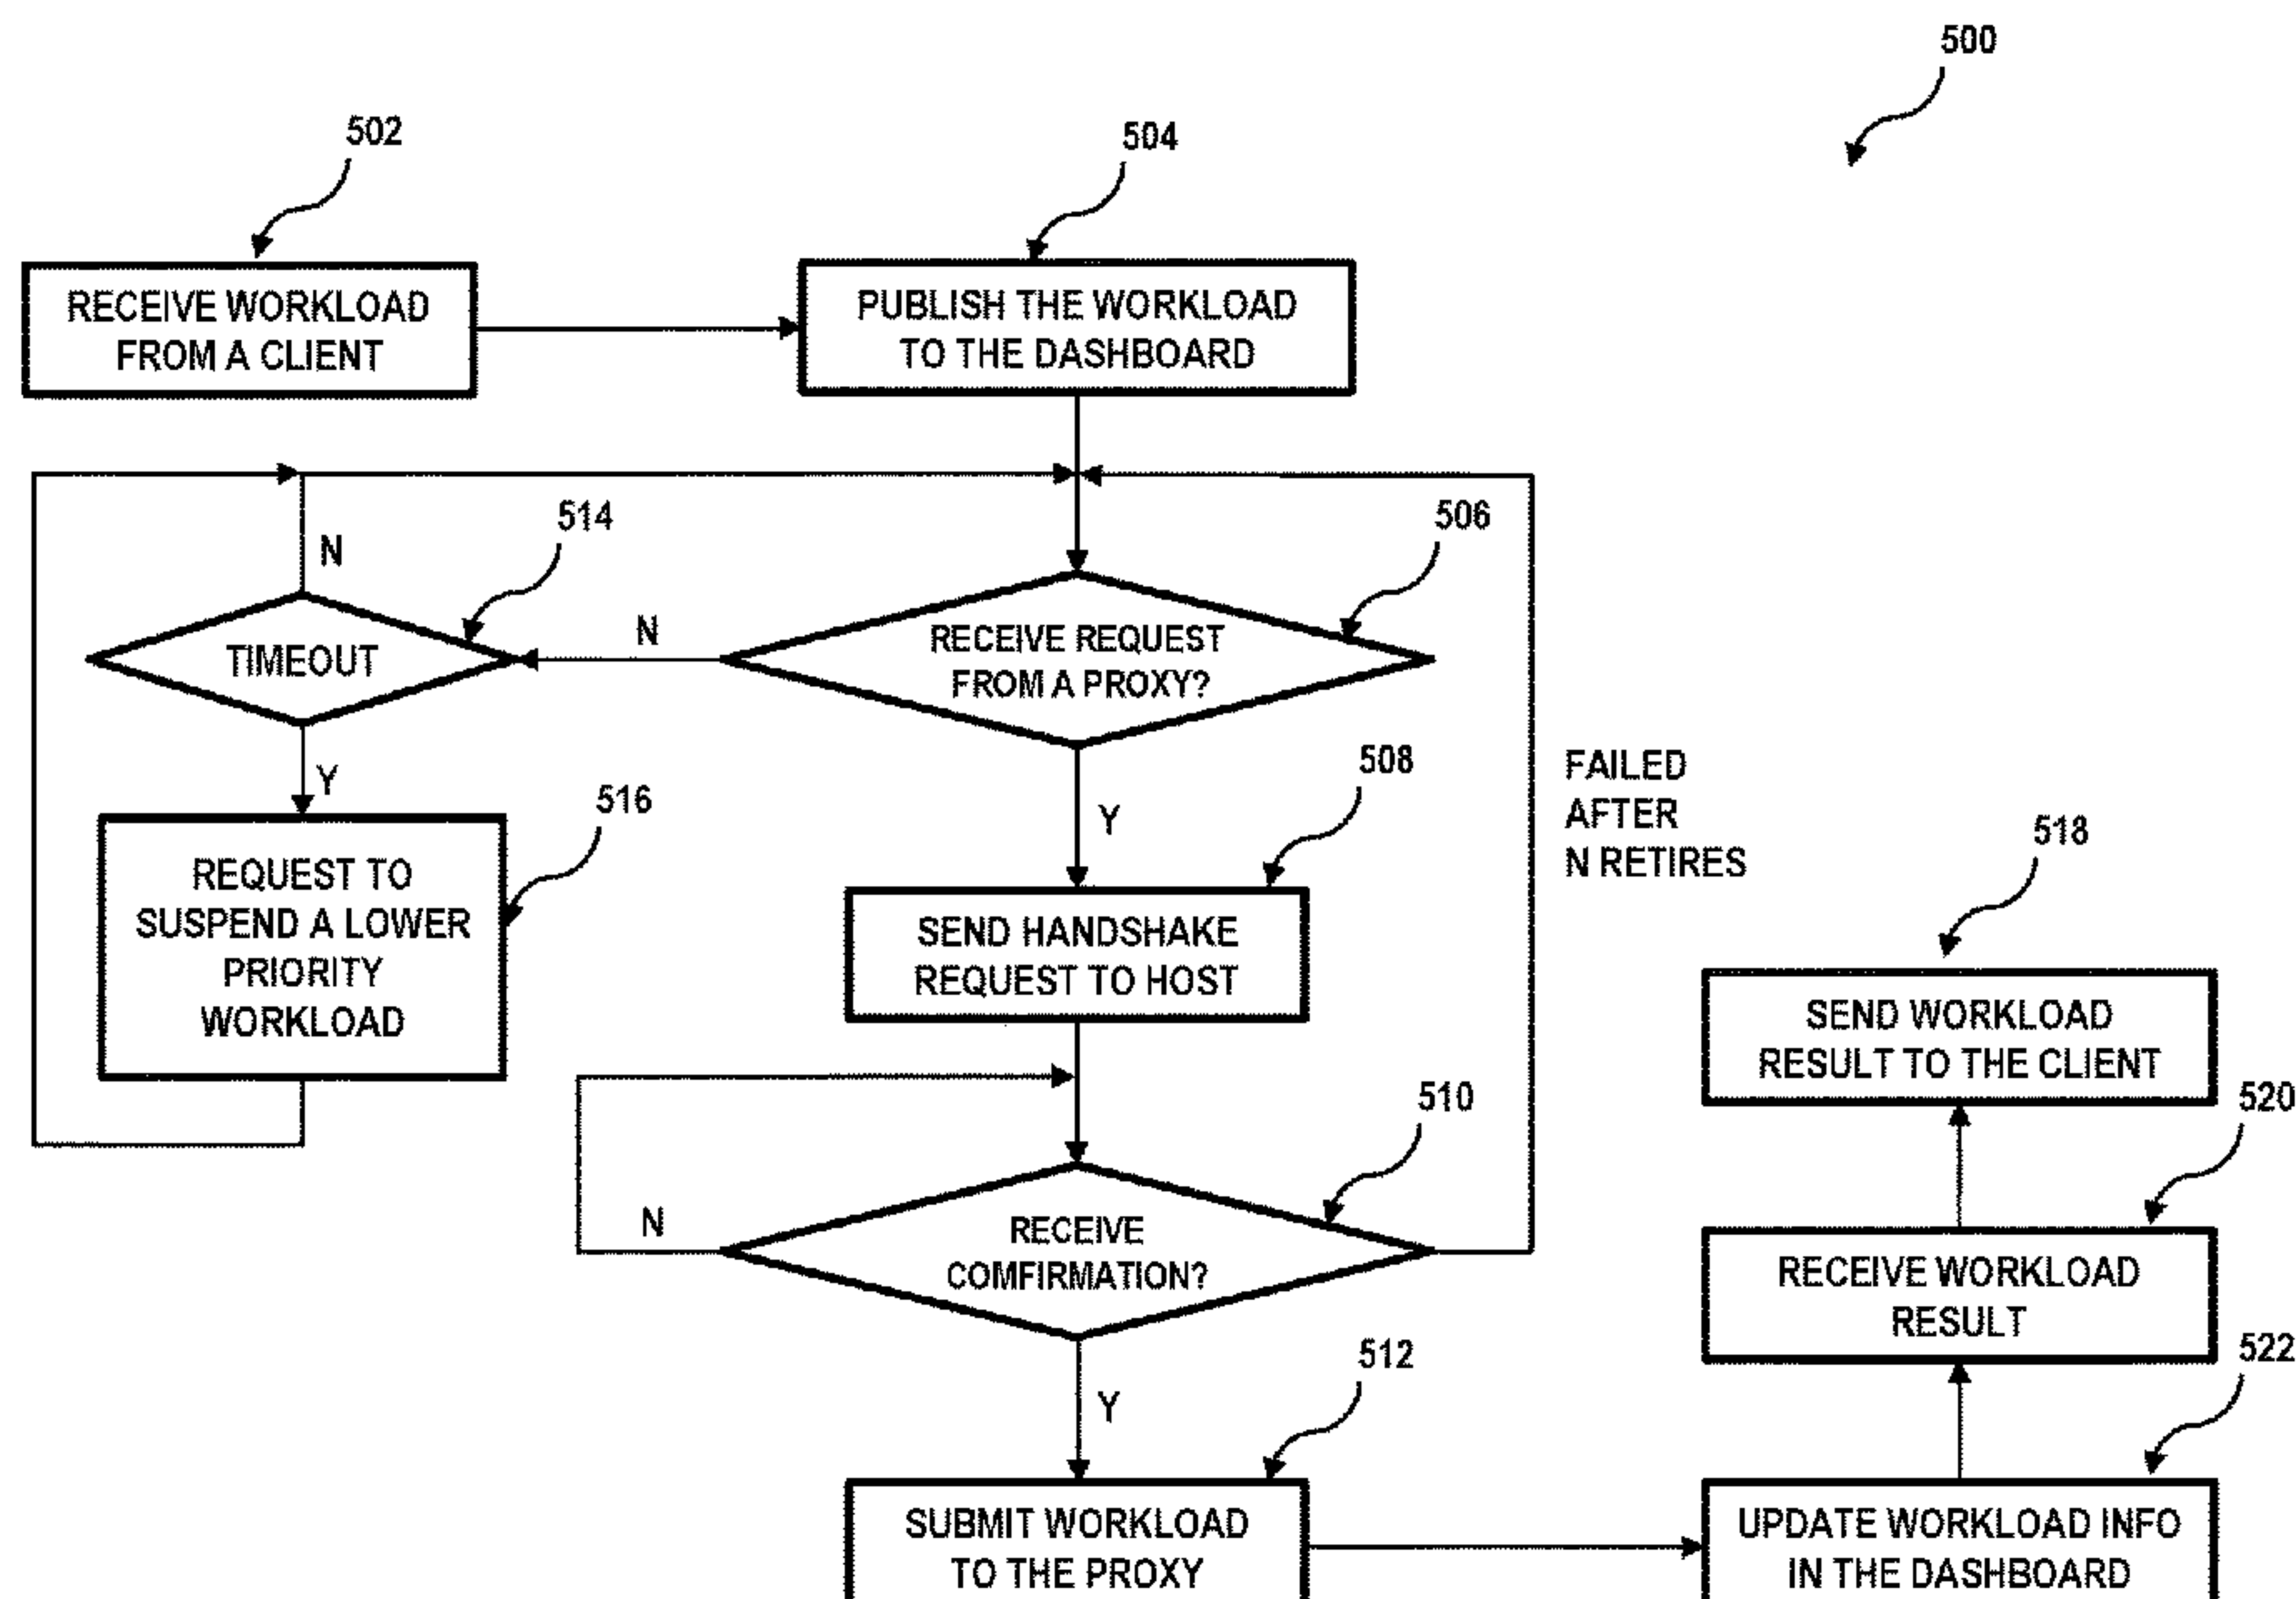 500
502
504
RECEIVE WORKLOAD
FROM A CLIENT
PUBLISH THE WORKLOAD
TO THE DASHBOARD
514
506
N
N
TIMEOUT
RECEIVE REQUEST
FROM A PROXY?
Y
516
REQUEST TO
SUSPEND A LOWER
PRIORITY
WORKLOAD
Y
508
SEND HANDSHAKE
REQUEST TO HOST
FAILED
AFTER
N RETIRES
518
SEND WORKLOAD
RESULT TO THE CLIENT
510
N
RECEIVE
COMFIRMATION?
520
RECEIVE WORKLOAD
RESULT
Y
512
SUBMIT WORKLOAD
TO THE PROXY
522
UPDATE WORKLOAD INFO
IN THE DASHBOARD